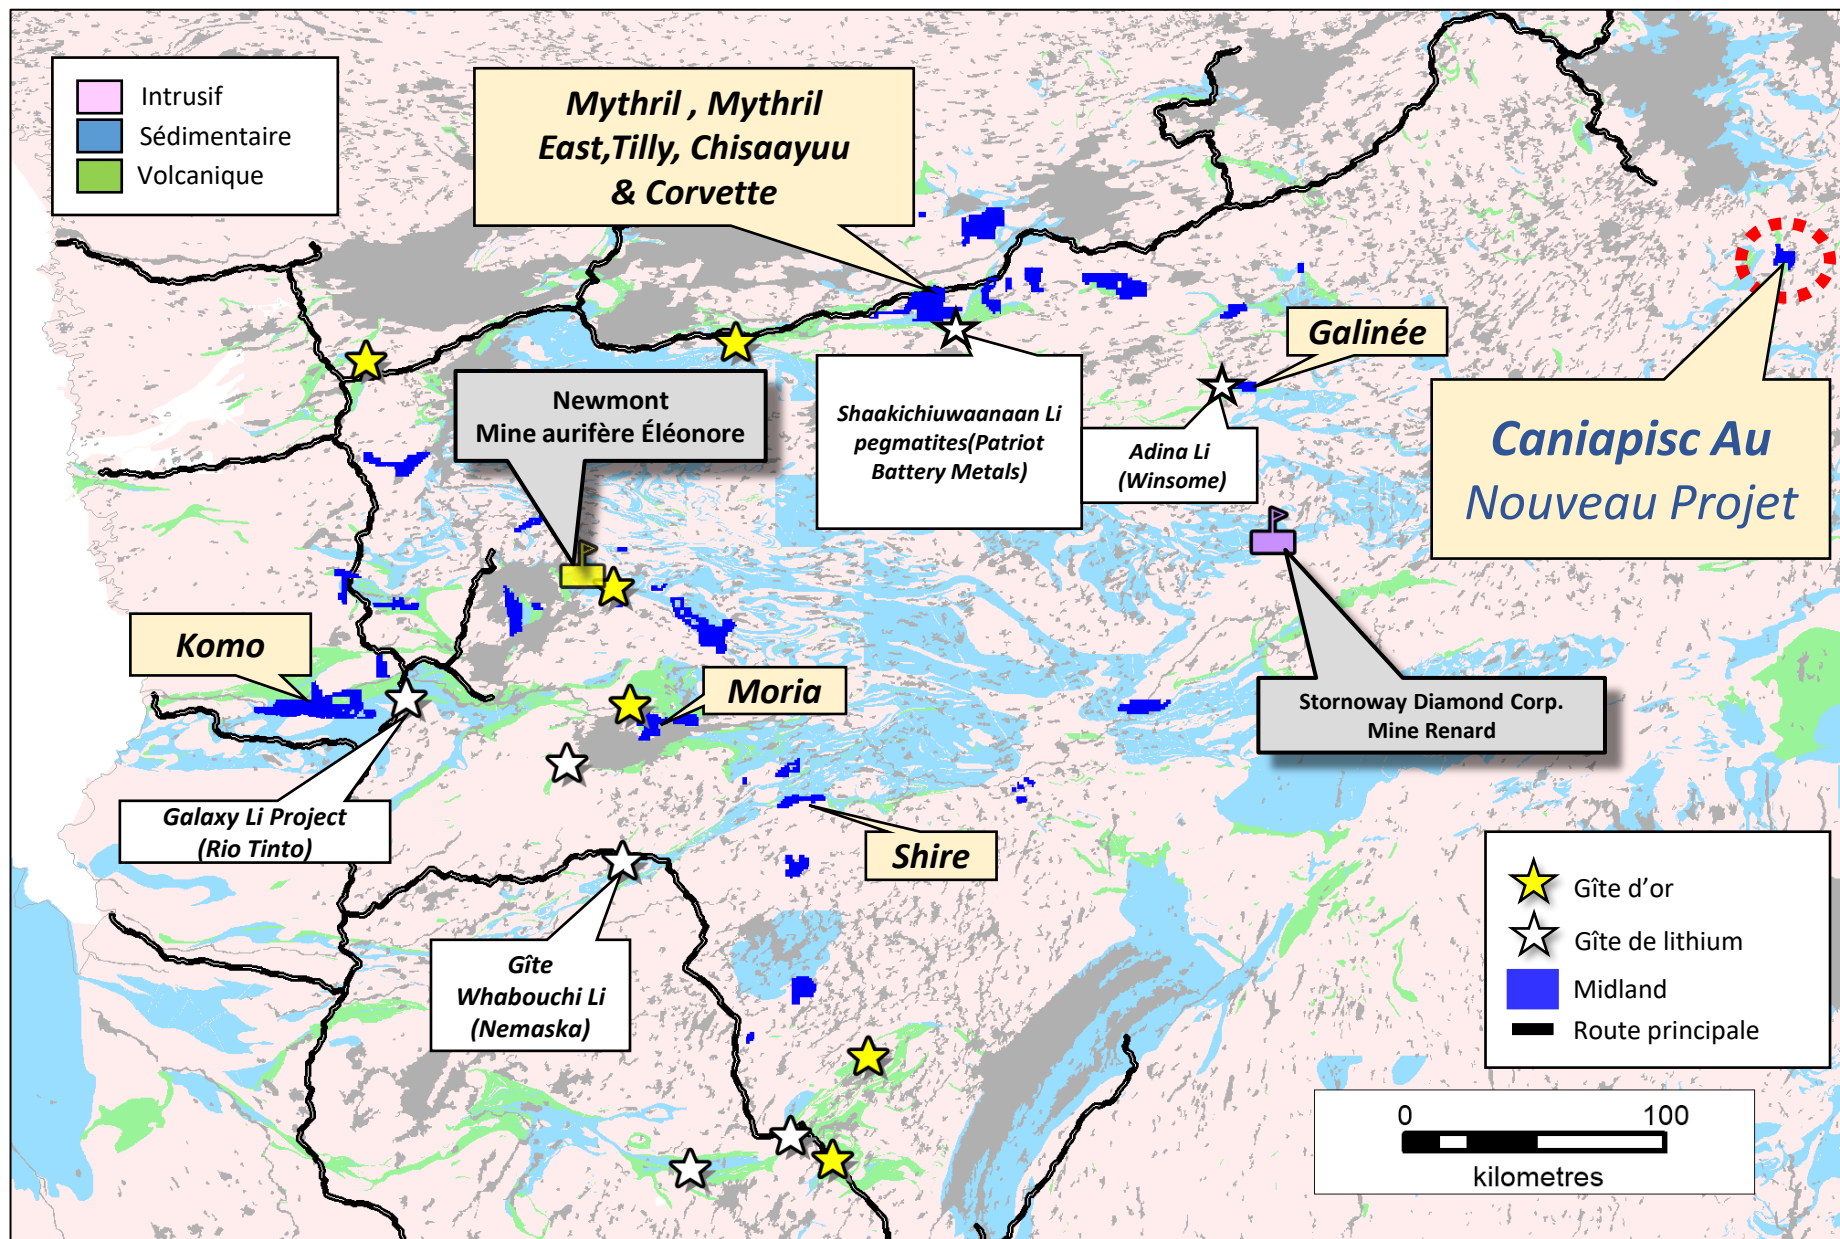 Intrusif
Sédimentaire
Volcanique
Mythril , Mythril
East,Tilly, Chisaayuu
& Corvette
Galinée
Newmont
Mine aurifère Éléonore
Shaakichiuwaanaan Li
pegmatites(Patriot
Battery Metals)
Adina Li
(Winsome)
Caniapisc Au
Nouveau Projet
Komo
Moria
Stornoway Diamond Corp.
Mine Renard
Galaxy Li Project
(Rio Tinto)
Shire
Gîte
Whabouchi Li
(Nemaska)
Gîte d'or
Gîte de lithium
Midland
Route principale
0 100
kilometres